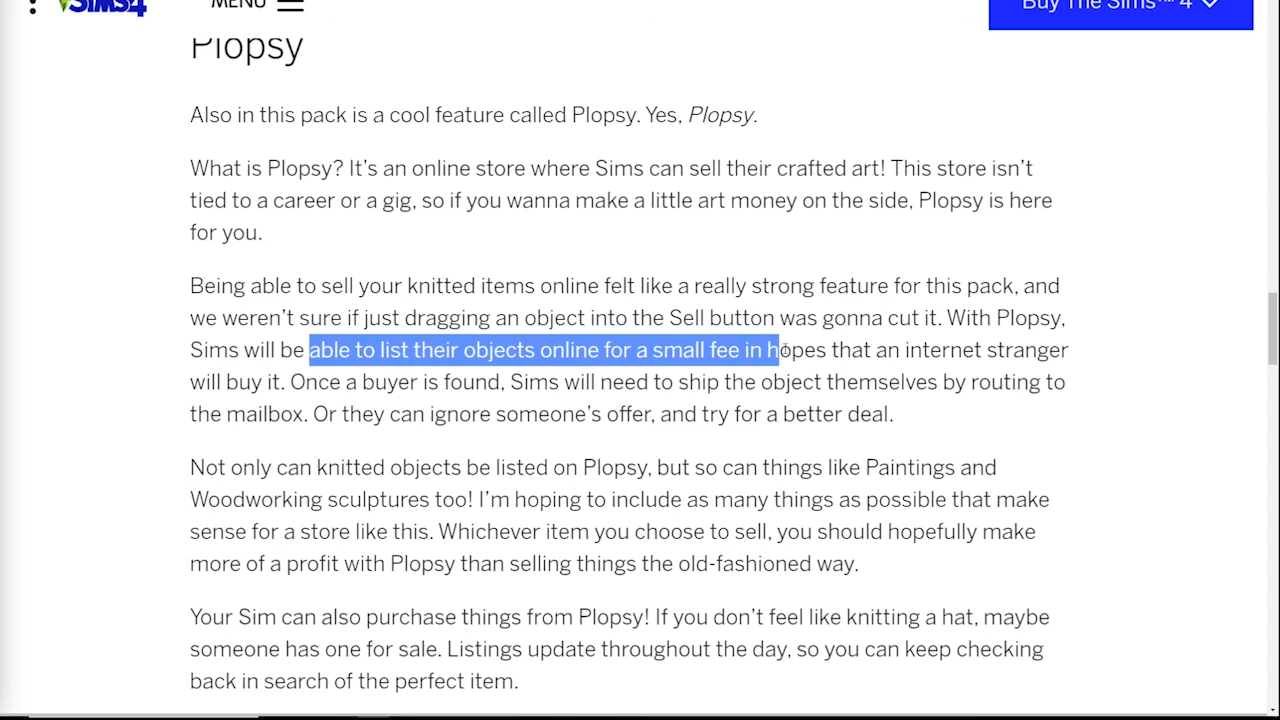 SIMS4
MENU
Buy The Sims™ 4
Plopsy
Also in this pack is a cool feature called Plopsy. Yes, Plopsy.
What is Plopsy? It’s an online store where Sims can sell their crafted art! This store isn’t
tied to a career or a gig, so if you wanna make a little art money on the side, Plopsy is here
for you.
Being able to sell your knitted items online felt like a really strong feature for this pack, and
we weren’t sure if just dragging an object into the Sell button was gonna cut it. With Plopsy,
Sims will be able to list their objects online for a small fee in hopes that an internet stranger
will buy it. Once a buyer is found, Sims will need to ship the object themselves by routing to
the mailbox. Or they can ignore someone’s offer, and try for a better deal.
Not only can knitted objects be listed on Plopsy, but so can things like Paintings and
Woodworking sculptures too! I’m hoping to include as many things as possible that make
sense for a store like this. Whichever item you choose to sell, you should hopefully make
more of a profit with Plopsy than selling things the old-fashioned way.
Your Sim can also purchase things from Plopsy! If you don’t feel like knitting a hat, maybe
someone has one for sale. Listings update throughout the day, so you can keep checking
back in search of the perfect item.